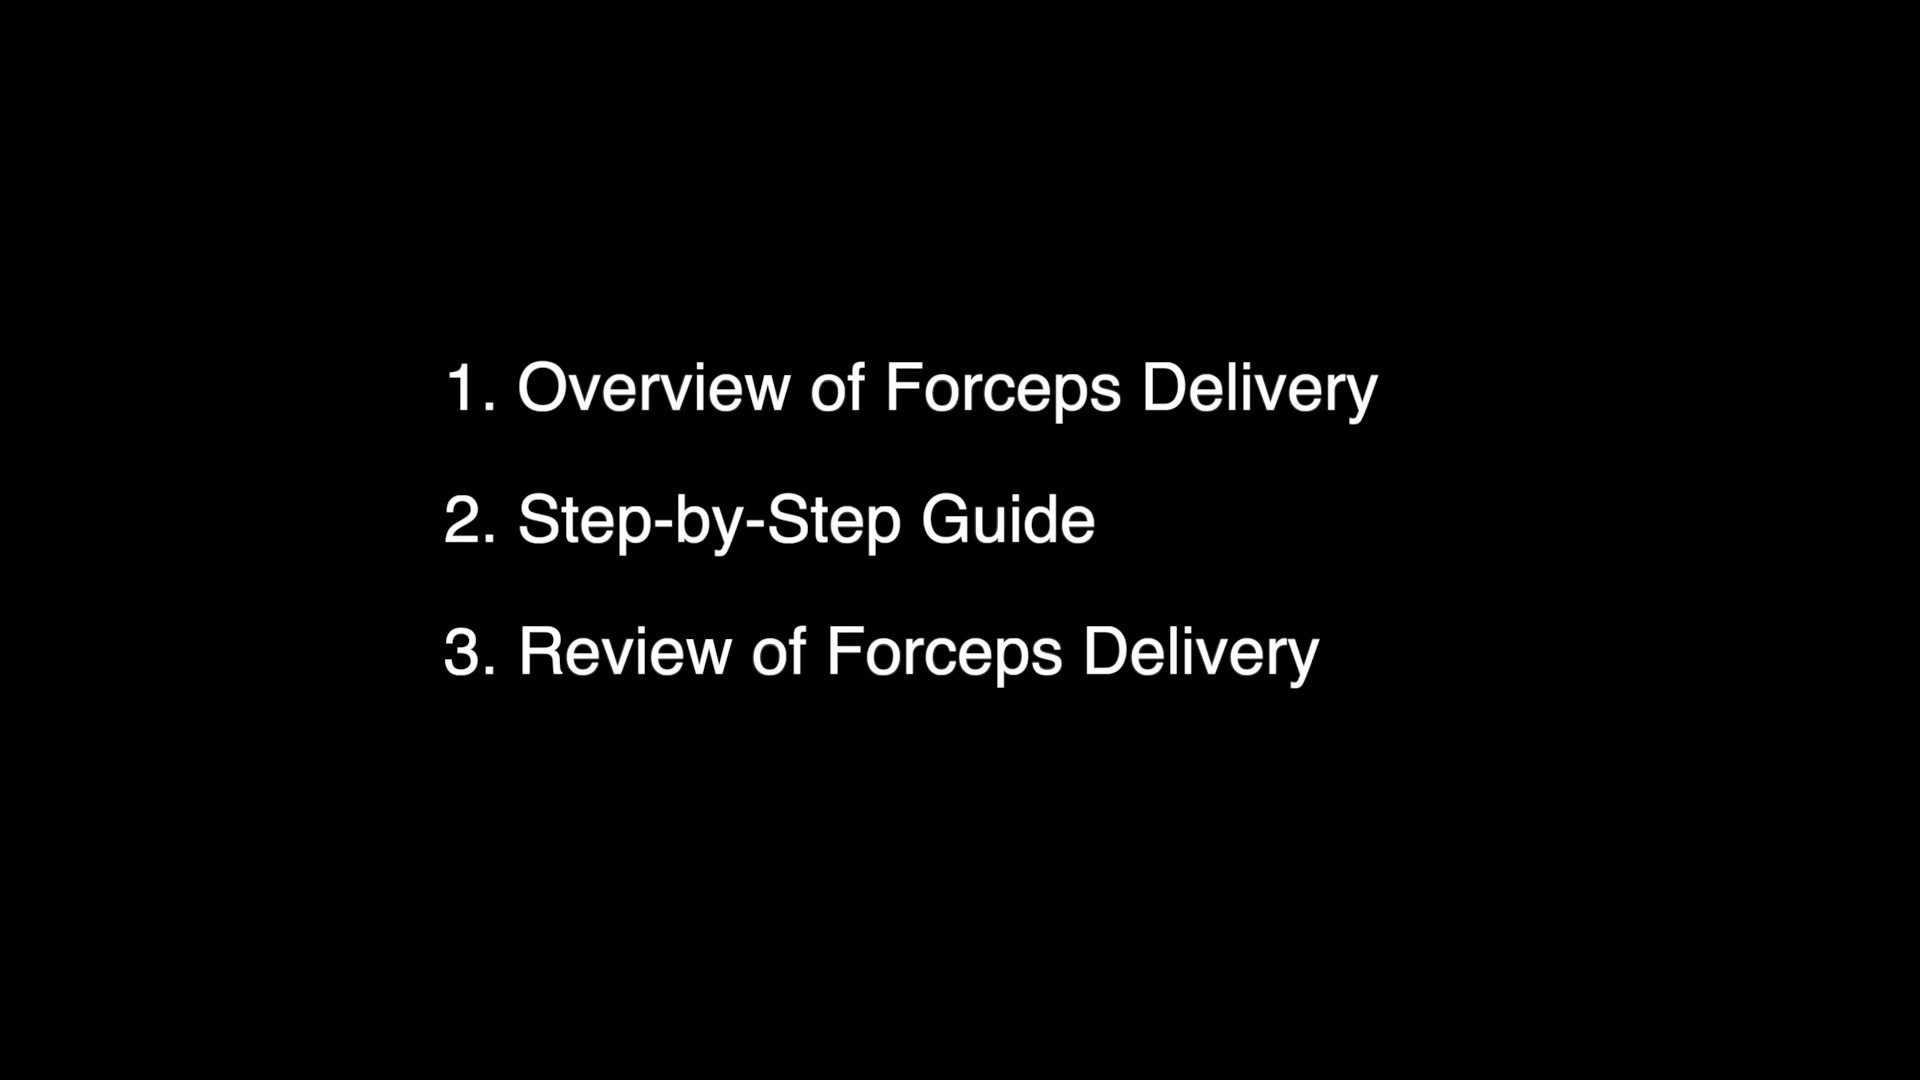 1. Overview of Forceps Delivery
2. Step-by-Step Guide
3. Review of Forceps Delivery